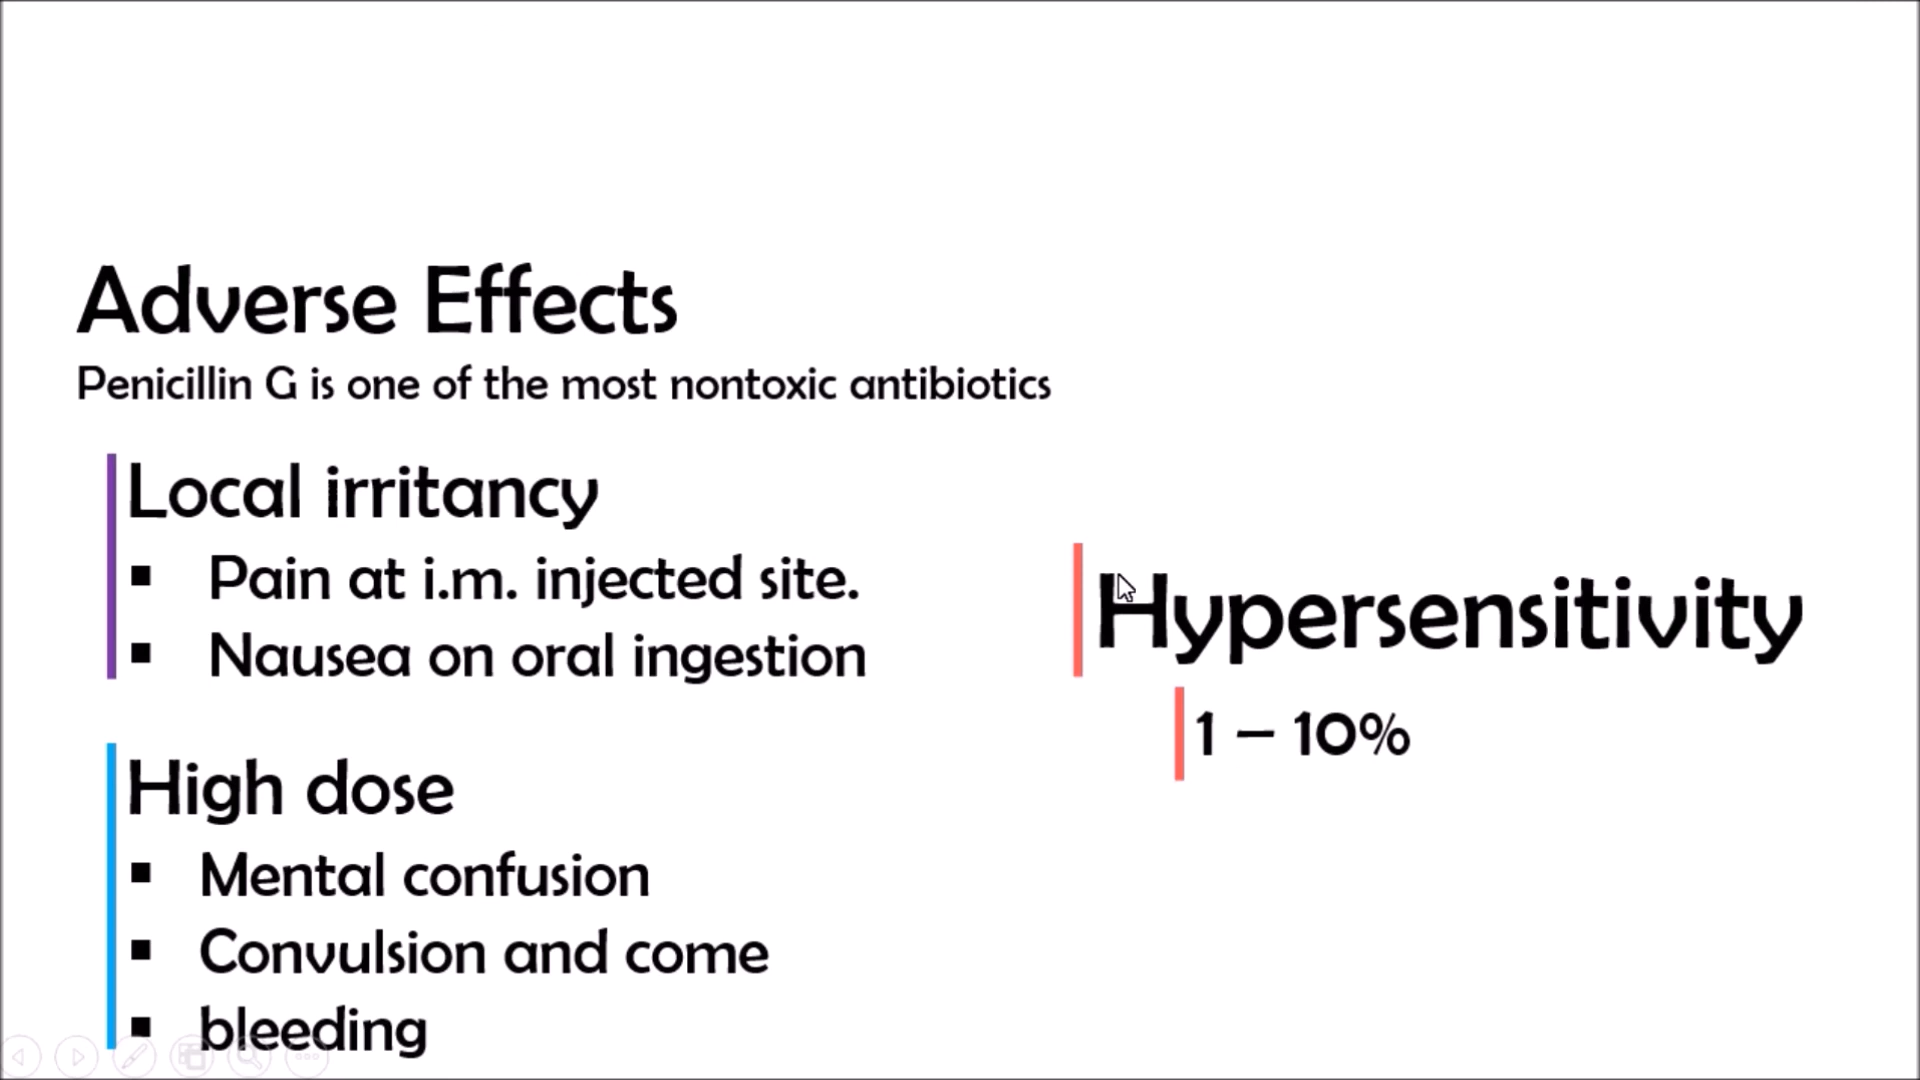 Adverse Effects
Penicillin G is one of the most nontoxic antibiotics
Local irritancy
▪ Pain at i.m. injected site.
▪ Nausea on oral ingestion
High dose
▪ Mental confusion
▪ Convulsion and come
▪ bleeding
Hypersensitivity
1 – 10%